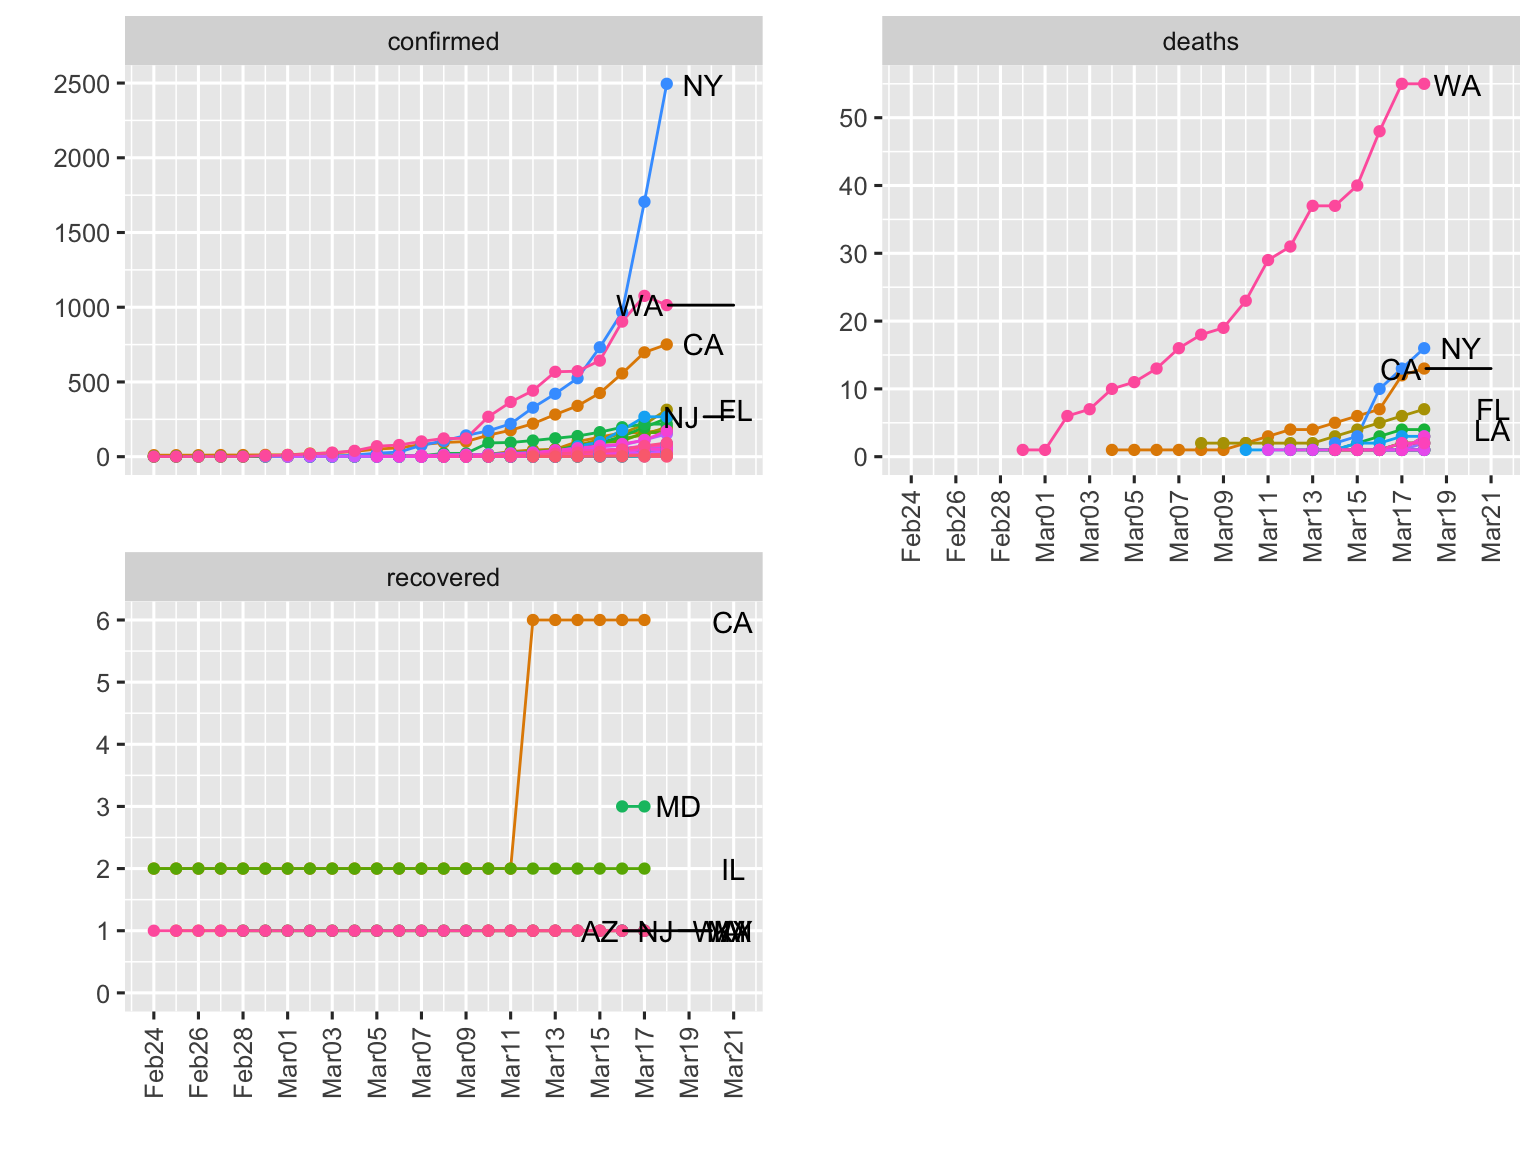 confirmed
2500
2000
1500
1000
500
0
NY
WA
CA
FL
NJ
deaths
50
40
30
20
10
0
WA
NY
CA
FL
LA
Feb24
Feb26
Feb28
Mar01
Mar03
Mar05
Mar07
Mar09
Mar11
Mar13
Mar15
Mar17
Mar19
Mar21
recovered
6
5
4
3
2
1
0
CA
MD
IL
AZ NJ
Feb24
Feb26
Feb28
Mar01
Mar03
Mar05
Mar07
Mar09
Mar11
Mar13
Mar15
Mar17
Mar19
Mar21